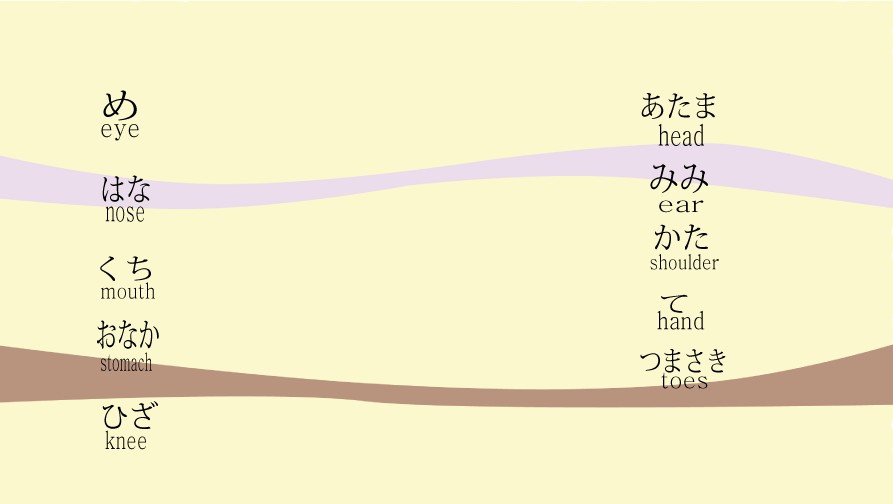 め
eye
はな
nose
くち
mouth
おなか
stomach
ひざ
knee
あたま
head
みみ
ear
かた
shoulder
て
hand
つまさき
toes